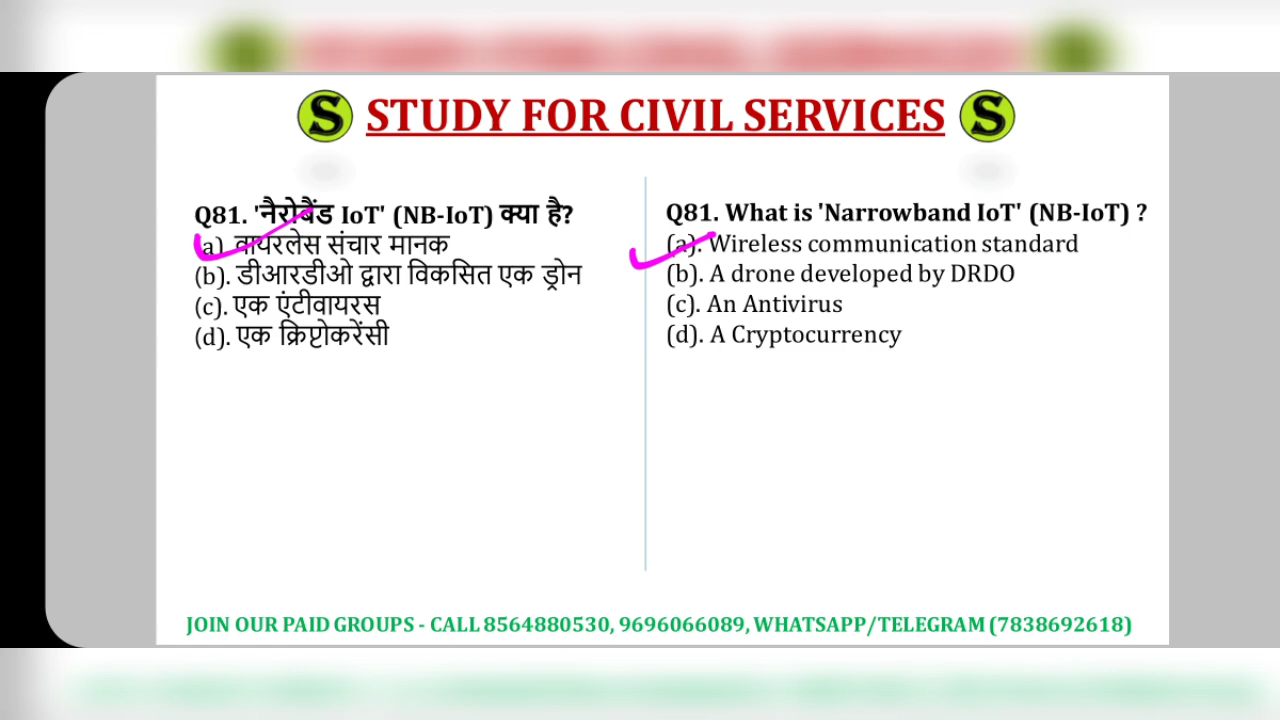 S STUDY FOR CIVIL SERVICES S
Q81. 'नैरोबैंड IoT' (NB-IoT) क्या है?
(a). वायरलेस संचार मानक
(b). डीआरडीओ द्वारा विकसित एक ड्रोन
(c). एक एंटीवायरस
(d). एक क्रिप्टोकरेंसी
Q81. What is 'Narrowband IoT' (NB-IoT) ?
(a). Wireless communication standard
(b). A drone developed by DRDO
(c). An Antivirus
(d). A Cryptocurrency
JOIN OUR PAID GROUPS - CALL 8564880530, 9696066089, WHATSAPP/TELEGRAM (7838692618)